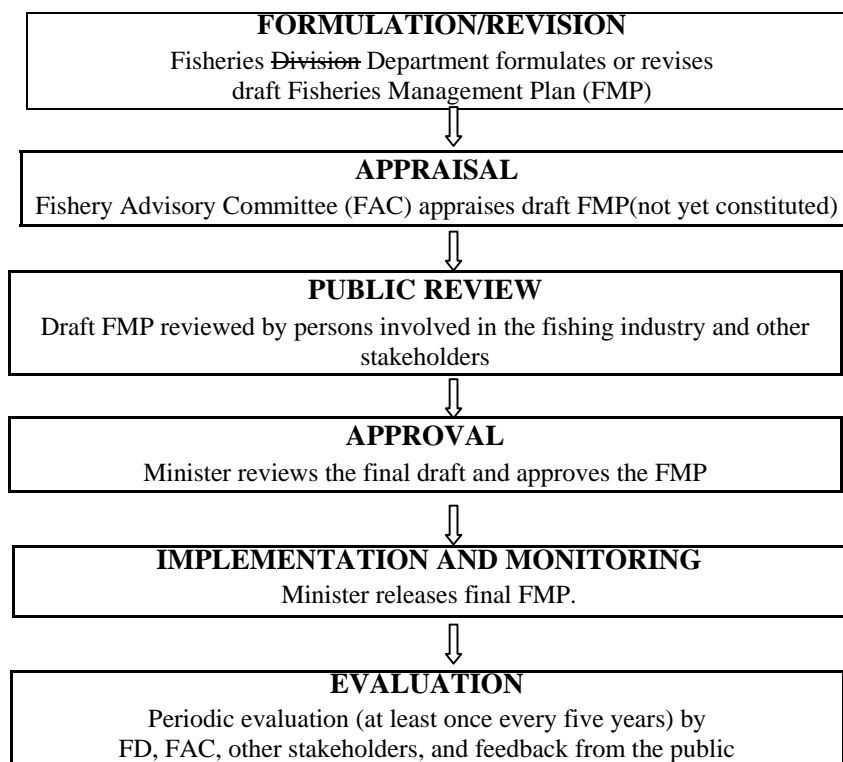 FORMULATION/REVISION
Fisheries Division Department formulates or revises
draft Fisheries Management Plan (FMP)
APPRAISAL
Fishery Advisory Committee (FAC) appraises draft FMP(not yet constituted)
PUBLIC REVIEW
Draft FMP reviewed by persons involved in the fishing industry and other
stakeholders
APPROVAL
Minister reviews the final draft and approves the FMP
IMPLEMENTATION AND MONITORING
Minister releases final FMP.
EVALUATION
Periodic evaluation (at least once every five years) by
FD, FAC, other stakeholders, and feedback from the public